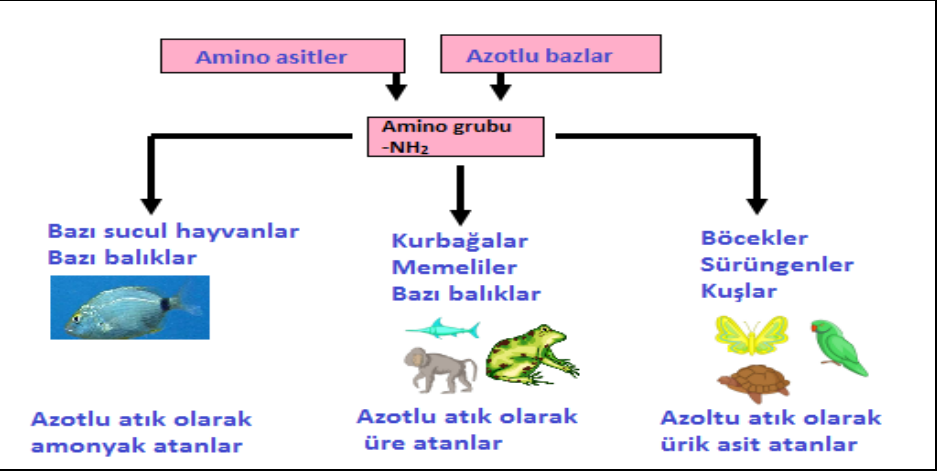 Amino asitler
Azotlu bazlar
Amino grubu
-NH₂
Bazı sucul hayvanlar
Bazı balıklar
Kurbağalar
Memeliler
Bazı balıklar
Böcekler
Sürüngenler
Kuşlar
Azotlu atık olarak
amonyak atanlar
Azotlu atık olarak
üre atanlar
Azoltu atık olarak
ürik asit atanlar